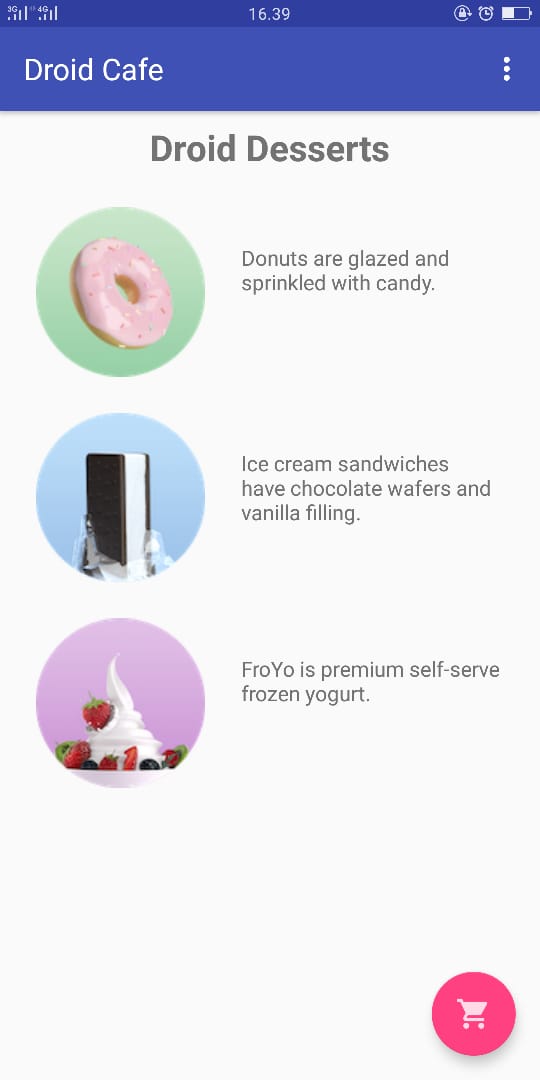 3G 4G 16.39
Droid Cafe
Droid Desserts
Donuts are glazed and
sprinkled with candy.
Ice cream sandwiches
have chocolate wafers and
vanilla filling.
FroYo is premium self-serve
frozen yogurt.